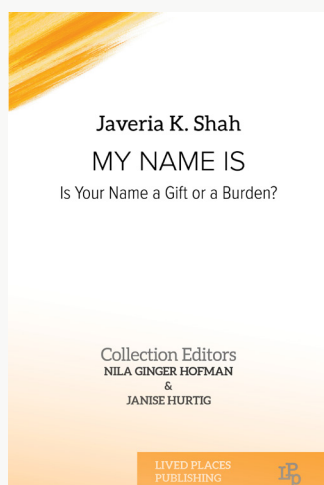 Javeria K. Shah
MY NAME IS
Is Your Name a Gift or a Burden?
Collection Editors
NILA GINGER HOFMAN
&
JANISE HURTIG
LIVED PLACES
PUBLISHING
LPD